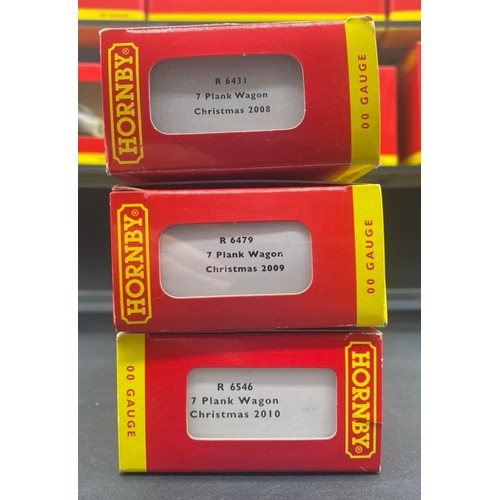 HORNBY®
R 6431
7 Plank Wagon
Christmas 2008
00 GAUGE
HORNBY®
R 6479
7 Plank Wagon
Christmas 2009
00 GAUGE
00 GAUGE
R 6546
7 Plank Wagon
Christmas 2010
HORNBY®